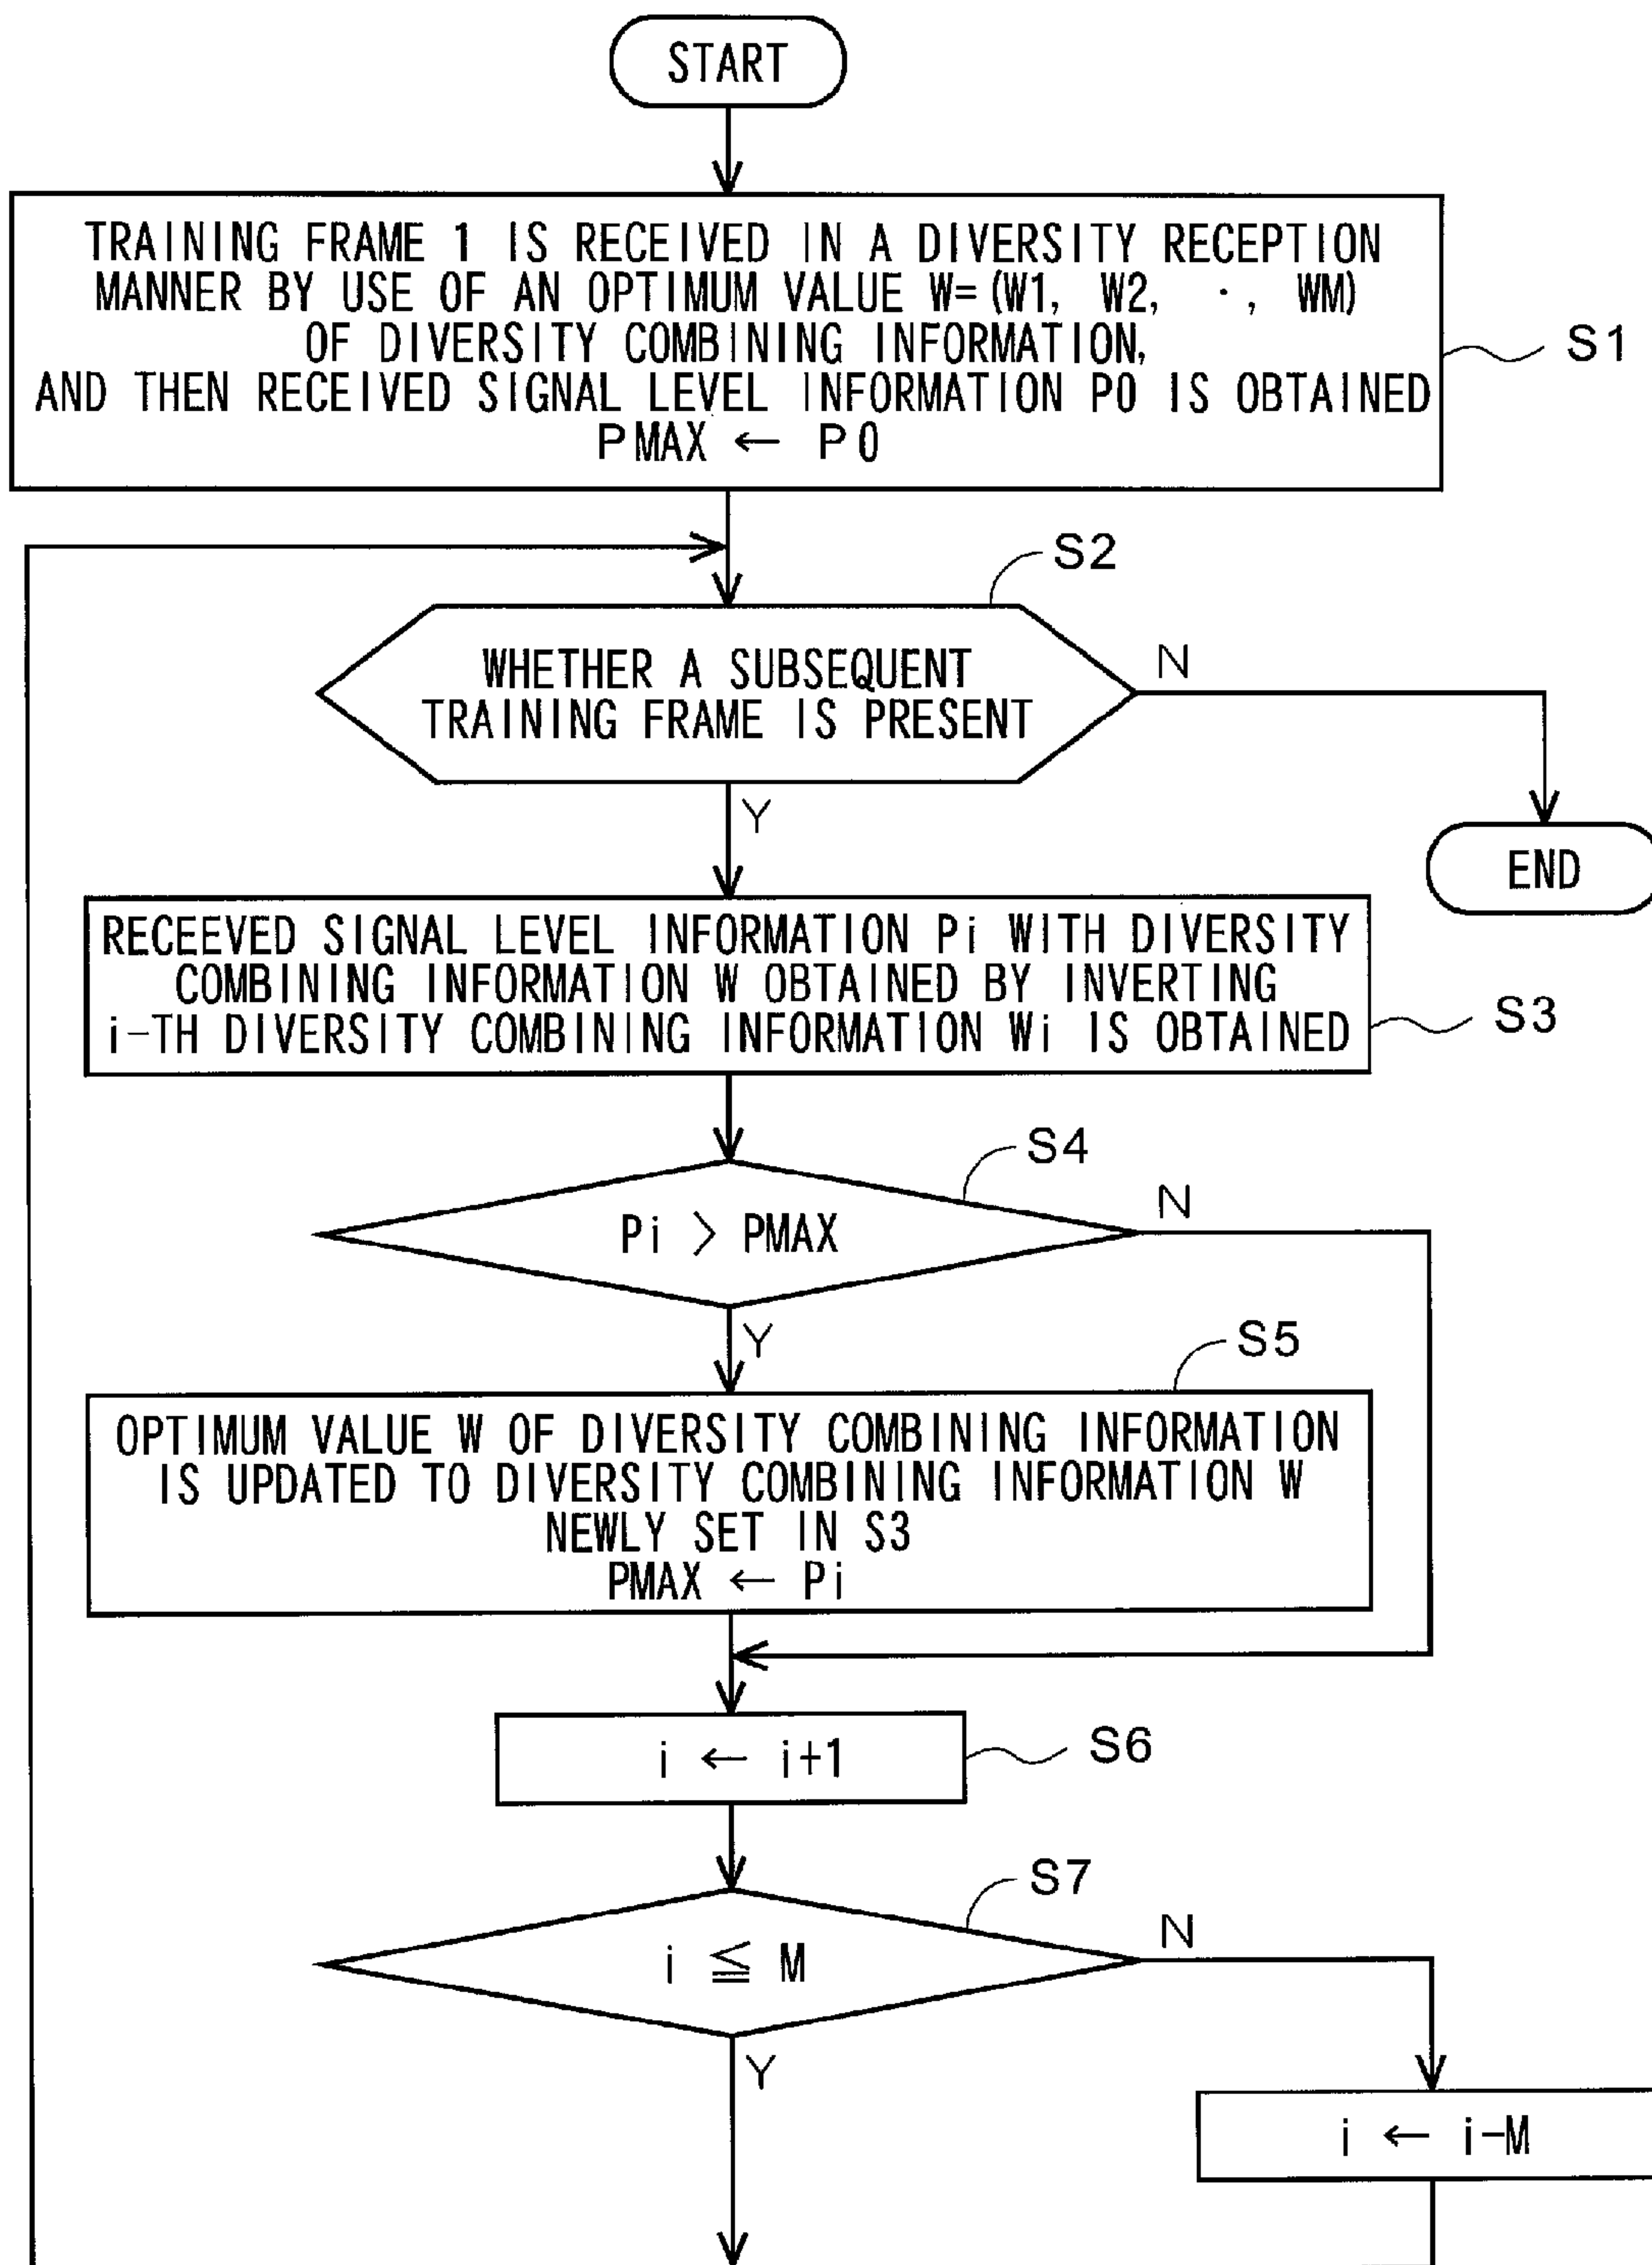 START
TRAINING FRAME 1 IS RECEIVED IN A DIVERSITY RECEPTION
MANNER BY USE OF AN OPTIMUM VALUE W=(W1, W2, ・, WM)
OF DIVERSITY COMBINING INFORMATION,
AND THEN RECEIVED SIGNAL LEVEL INFORMATION P0 IS OBTAINED
PMAX ← P0
S1
S2
WHETHER A SUBSEQUENT
TRAINING FRAME IS PRESENT
N
Y
END
RECEEVED SIGNAL LEVEL INFORMATION Pi WITH DIVERSITY
COMBINING INFORMATION W OBTAINED BY INVERTING
i-TH DIVERSITY COMBINING INFORMATION Wi IS OBTAINED
S3
S4
Pi > PMAX
N
Y
S5
OPTIMUM VALUE W OF DIVERSITY COMBINING INFORMATION
IS UPDATED TO DIVERSITY COMBINING INFORMATION W
NEWLY SET IN S3
PMAX ← Pi
i ← i+1
S6
S7
i ≦ M
N
Y
i ← i-M